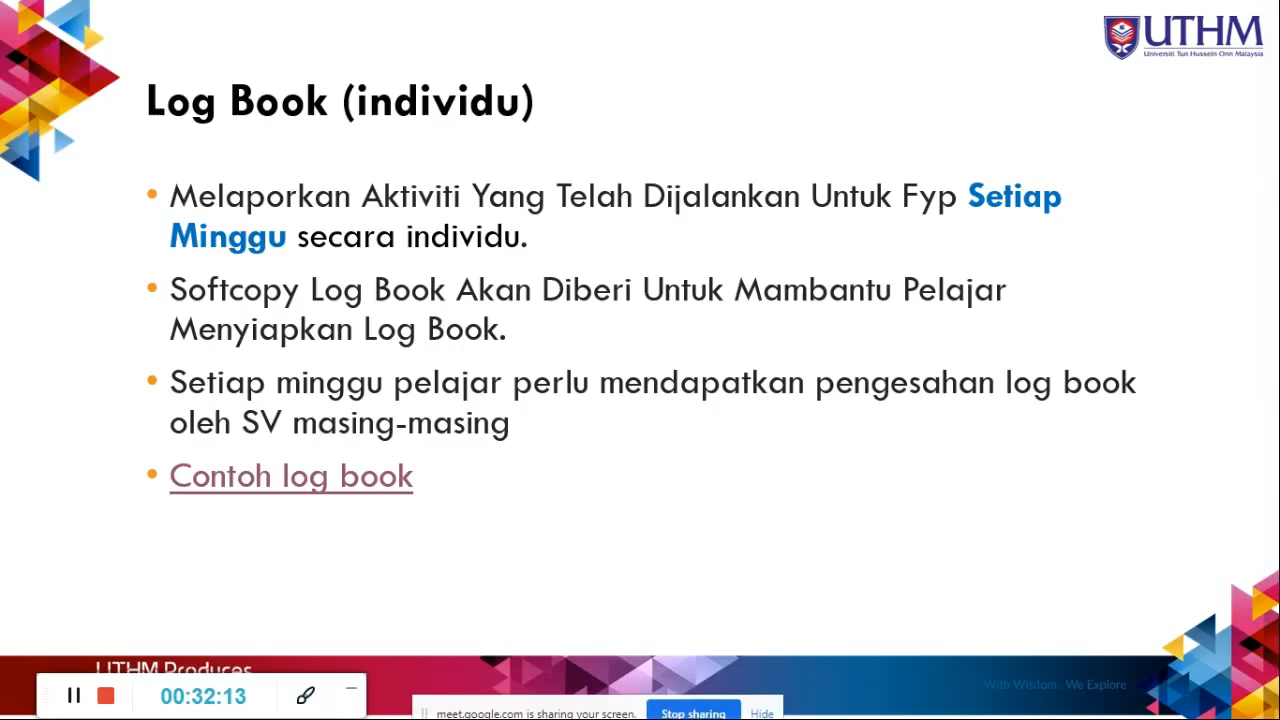 UTHM
Universiti Tun Hussein Onn Malaysia
Log Book (individu)
• Melaporkan Aktiviti Yang Telah Dijalankan Untuk Fyp Setiap
Minggu secara individu.
• Softcopy Log Book Akan Diberi Untuk Mambantu Pelajar
Menyiapkan Log Book.
• Setiap minggu pelajar perlu mendapatkan pengesahan log book
oleh SV masing-masing
• Contoh log book
UTHM Produces
With Wisdom We Explore
00:32:13
meet.google.com is sharing your screen.
Stop sharing
Hide